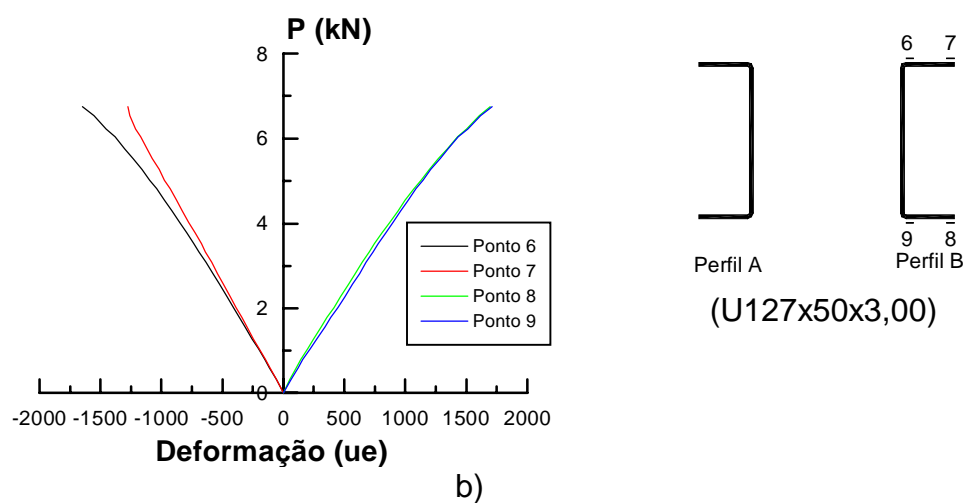 P (kN)
8
6
4
2
0
-2000 -1500 -1000 -500 0 500 1000 1500 2000
Deformação (ue)
Ponto 6
Ponto 7
Ponto 8
Ponto 9
6 7
9 8
Perfil A Perfil B
(U127x50x3,00)
b)